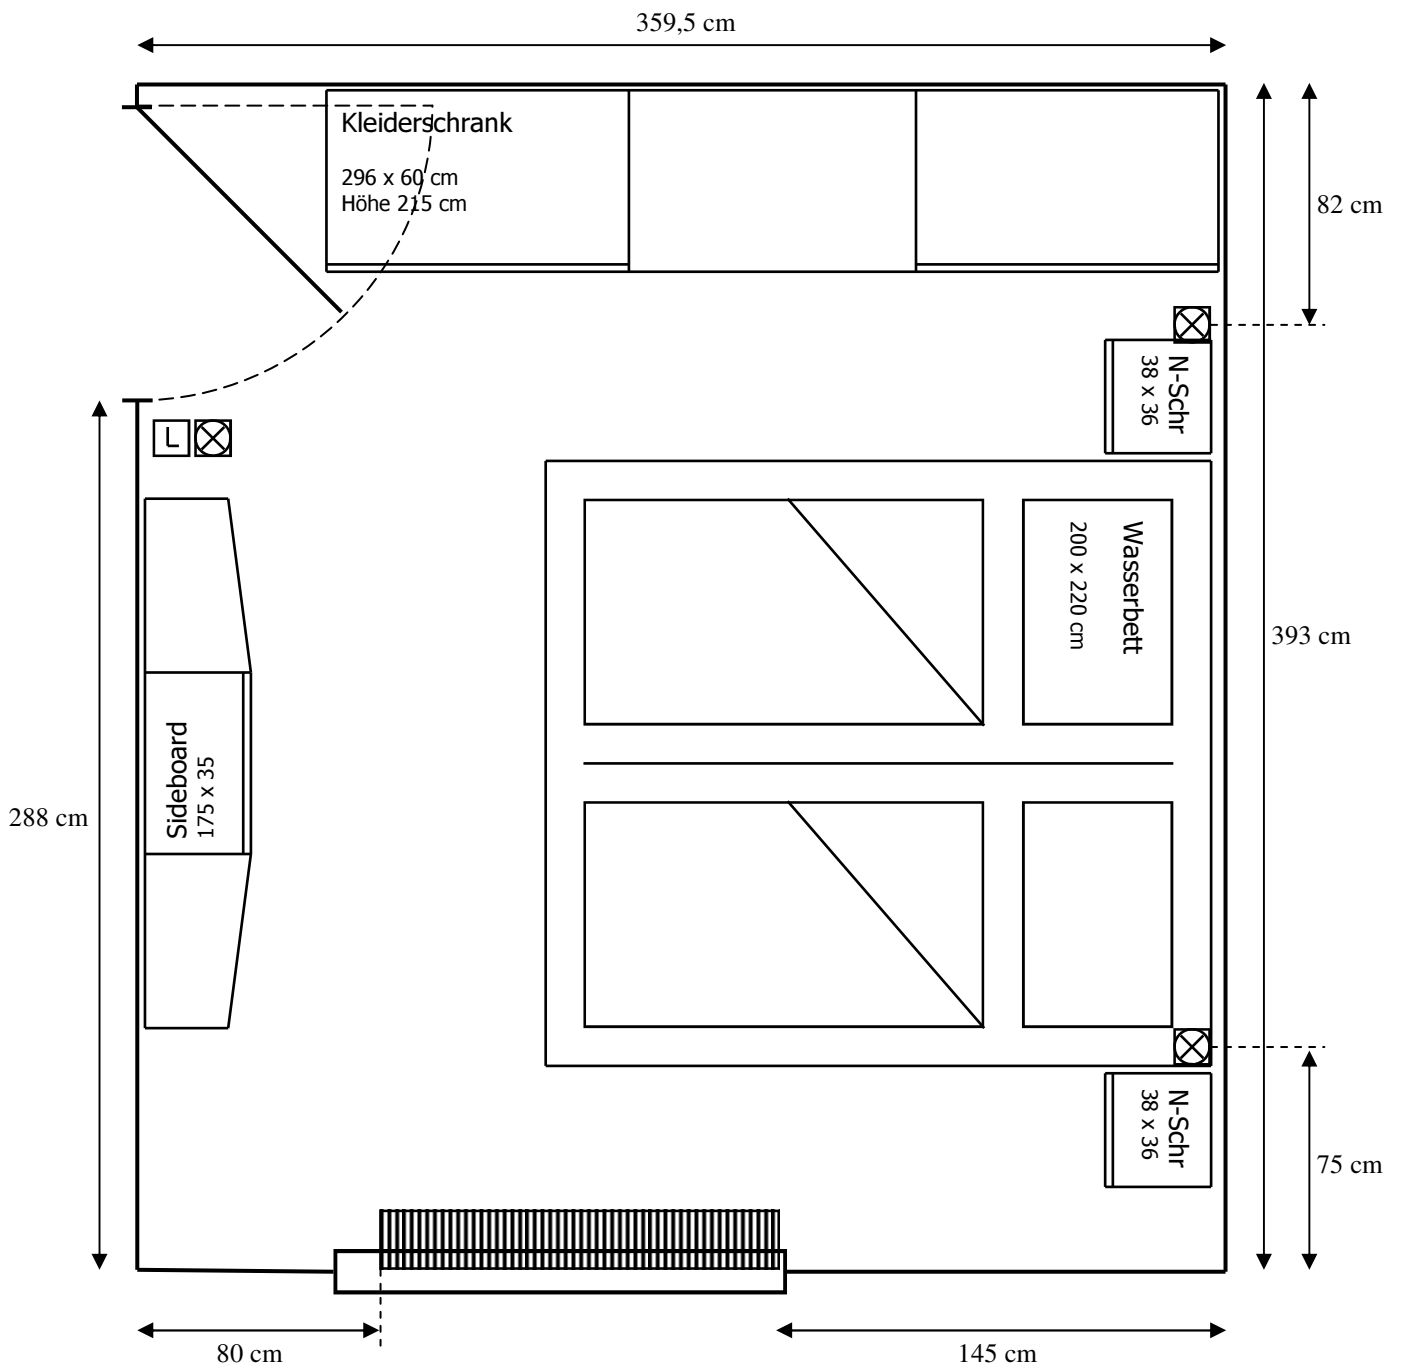 359,5 cm
Kleiderschrank
296 x 60 cm
Höhe 215 cm
82 cm
N-Schr
38 x 36
L
Wasserbett
200 x 220 cm
393 cm
Sideboard
175 x 35
288 cm
N-Schr
38 x 36
75 cm
80 cm
145 cm